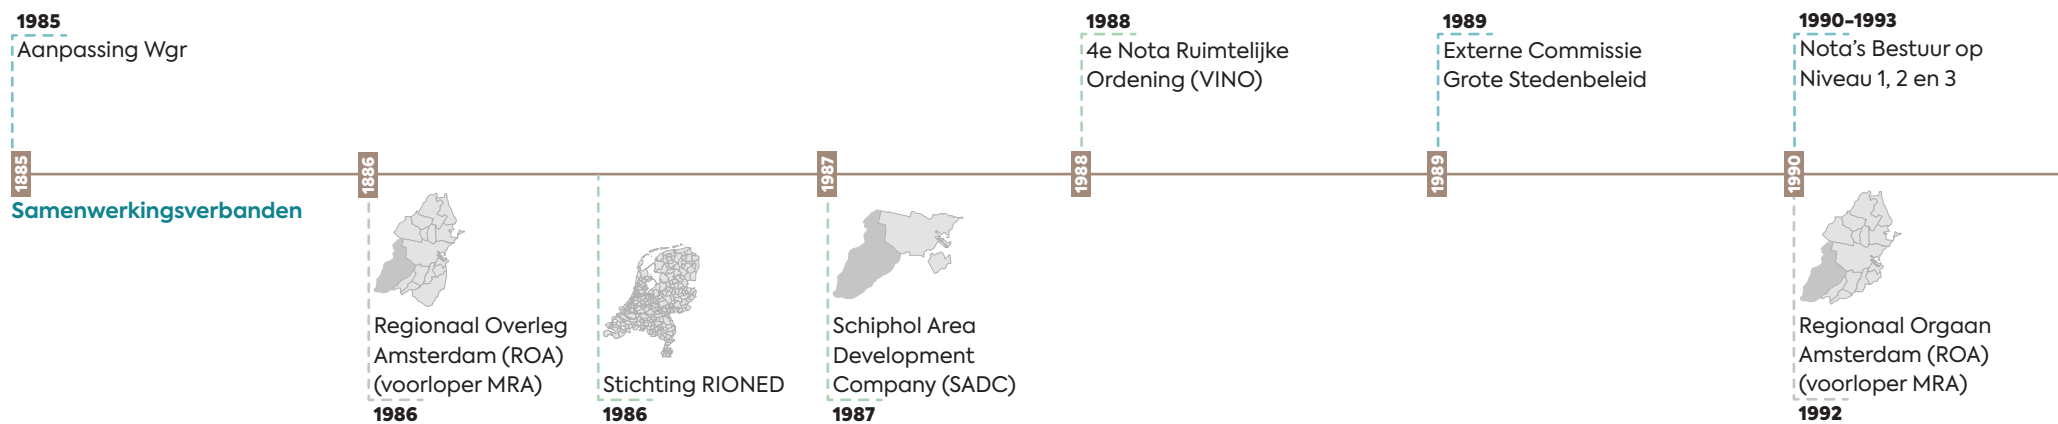 1985
Aanpassing Wgr
1988
4e Nota Ruimtelijke
Ordening (VINO)
1989
Externe Commissie
Grote Stedenbeleid
1990-1993
Nota's Bestuur op
Niveau 1, 2 en 3
1885
1886
1987
1988
1989
1990
Samenwerkingsverbanden
Regionaal Overleg
Amsterdam (ROA)
(voorloper MRA)
1986
Stichting RIONED
1986
Schiphol Area
Development
Company (SADC)
1987
Regionaal Orgaan
Amsterdam (ROA)
(voorloper MRA)
1992